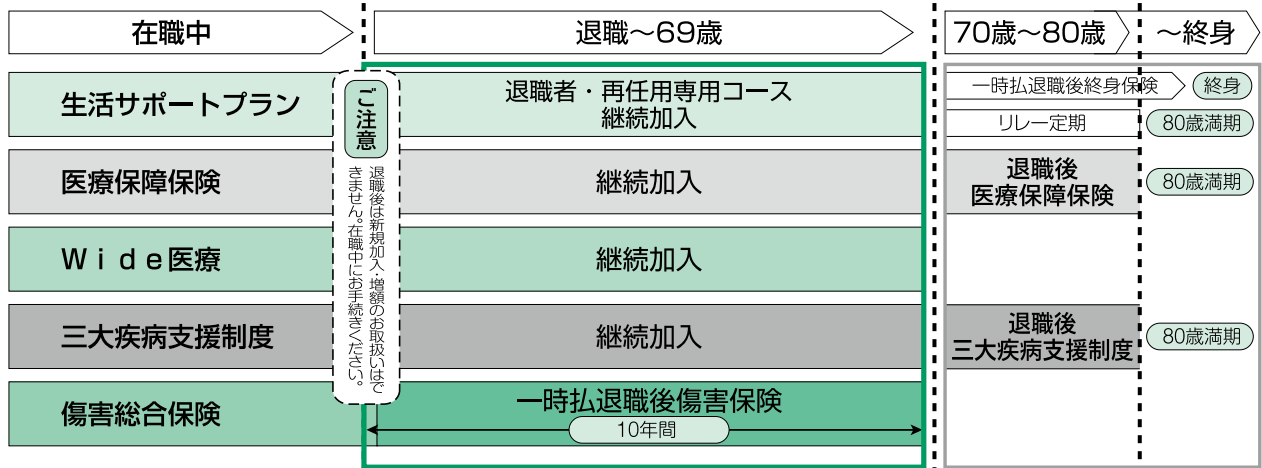 在職中
退職〜69歳
70歳〜80歳
〜終身
生活サポートプラン
退職者・再任用専用コース
継続加入
一時払退職後終身保険
終身
リレー定期
80歳満期
ご注意
退職後は新規加入・増額のお取扱いはで
きません。在職中にお手続きください。
医療保障保険
継続加入
退職後
医療保障保険
80歳満期
Ｗｉｄｅ医療
継続加入
三大疾病支援制度
継続加入
退職後
三大疾病支援制度
80歳満期
傷害総合保険
一時払退職後傷害保険
10年間